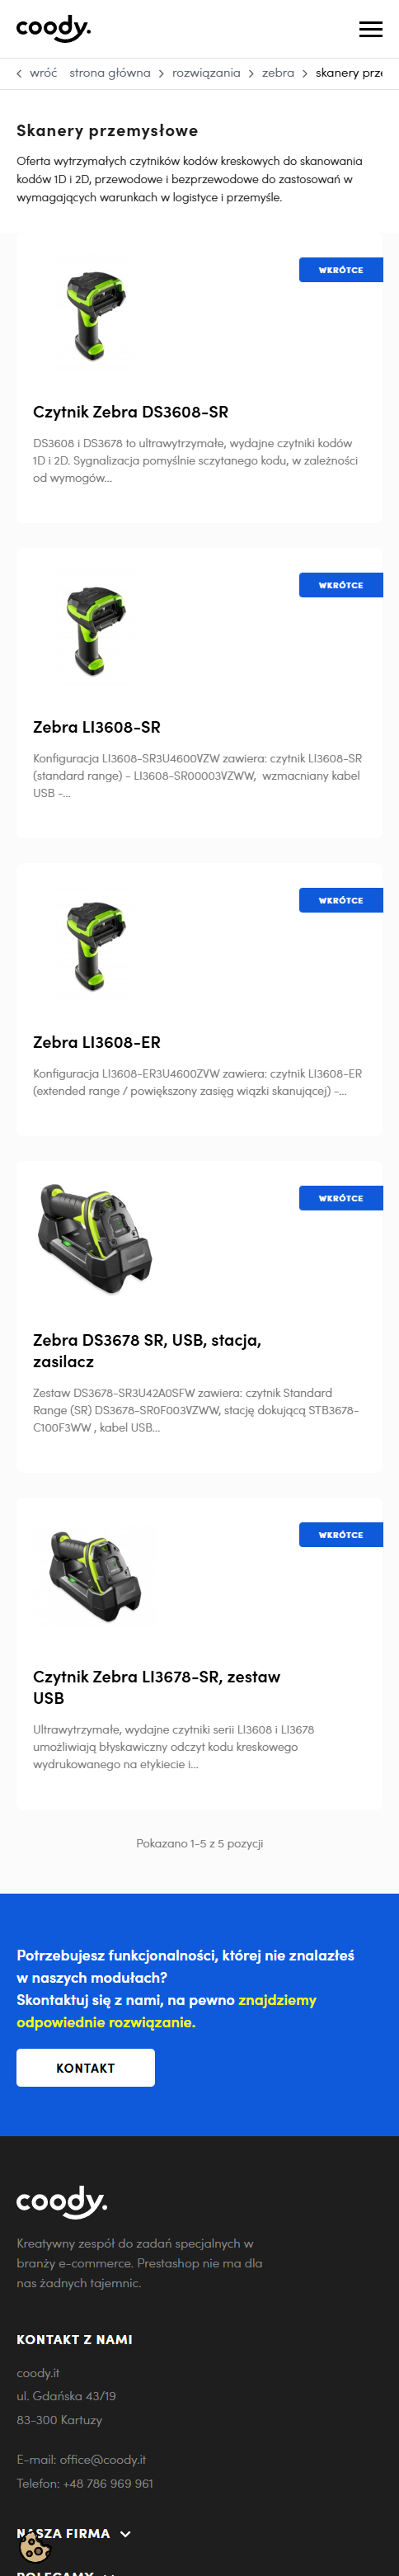 coody.
wróć strona główna rozwiązania zebra skanery prze
Skanery przemysłowe
Oferta wytrzymałych czytników kodów kreskowych do skanowania
kodów 1D i 2D, przewodowe i bezprzewodowe do zastosowań w
wymagających warunkach w logistyce i przemyśle.
WKRÓTCE
Czytnik Zebra DS3608-SR
DS3608 i DS3678 to ultrawytrzymałe, wydajne czytniki kodów
1D i 2D. Sygnalizacja pomyślnie sczytanego kodu, w zależności
od wymogów...
WKRÓTCE
Zebra LI3608-SR
Konfiguracja LI3608-SR3U4600VZW zawiera: czytnik LI3608-SR
(standard range) - LI3608-SR00003VZWW, wzmacniany kabel
USB -...
WKRÓTCE
Zebra LI3608-ER
Konfiguracja LI3608-ER3U4600ZVW zawiera: czytnik LI3608-ER
(extended range / powiększony zasięg wiązki skanującej) -...
WKRÓTCE
Zebra DS3678 SR, USB, stacja,
zasilacz
Zestaw DS3678-SR3U42A0SFW zawiera: czytnik Standard
Range (SR) DS3678-SR0F003VZWW, stację dokującą STB3678-
C100F3WW , kabel USB...
WKRÓTCE
Czytnik Zebra LI3678-SR, zestaw
USB
Ultrawytrzymałe, wydajne czytniki serii LI3608 i LI3678
umożliwiają błyskawiczny odczyt kodu kreskowego
wydrukowanego na etykiecie i...
Pokazano 1-5 z 5 pozycji
Potrzebujesz funkcjonalności, której nie znalazłeś
w naszych modułach?
Skontaktuj się z nami, na pewno znajdziemy
odpowiednie rozwiązanie.
KONTAKT
coody.
Kreatywny zespół do zadań specjalnych w
branży e-commerce. Prestashop nie ma dla
nas żadnych tajemnic.
KONTAKT Z NAMI
coody.it
ul. Gdańska 43/19
83-300 Kartuzy
E-mail: office@coody.it
Telefon: +48 786 969 961
NASZA FIRMA
POLECAMY